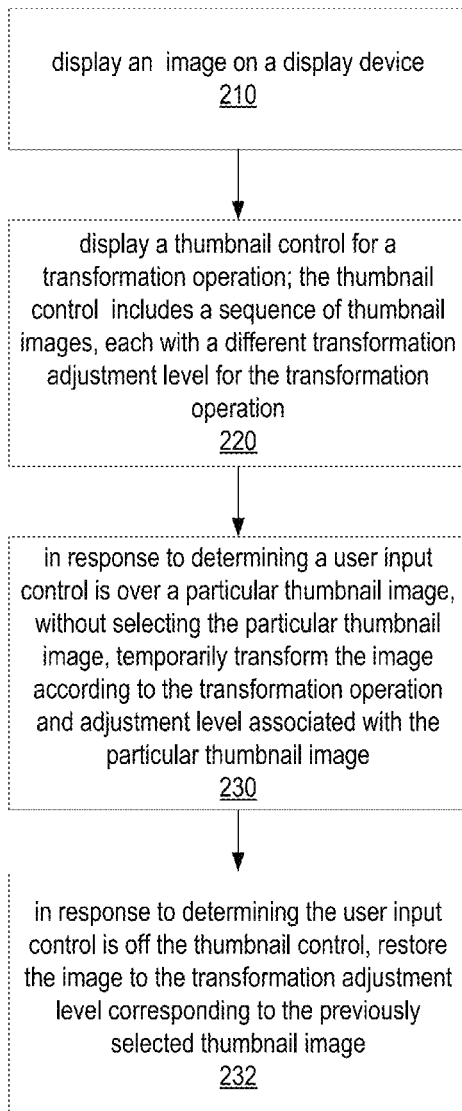 display an image on a display device
210
display a thumbnail control for a
transformation operation; the thumbnail
control includes a sequence of thumbnail
images, each with a different transformation
adjustment level for the transformation
operation
220
in response to determining a user input
control is over a particular thumbnail image,
without selecting the particular thumbnail
image, temporarily transform the image
according to the transformation operation
and adjustment level associated with the
particular thumbnail image
230
in response to determining the user input
control is off the thumbnail control, restore
the image to the transformation adjustment
level corresponding to the previously
selected thumbnail image
232